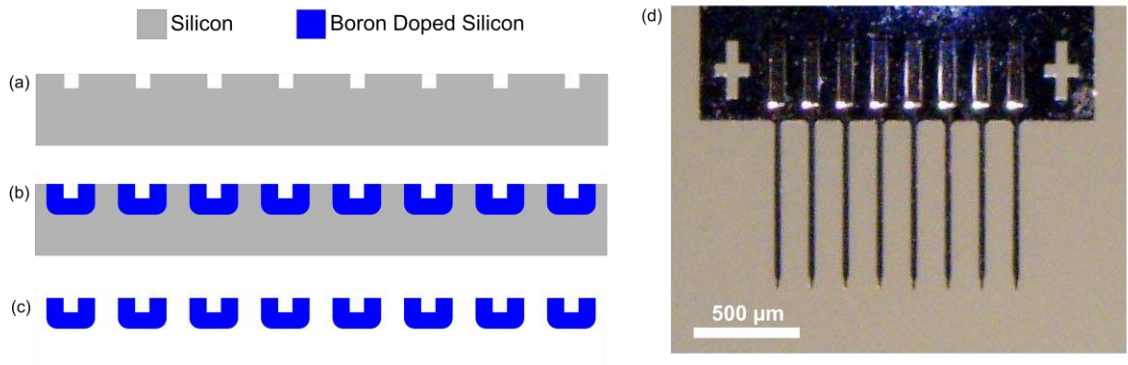 Silicon
Boron Doped Silicon
(a)
(b)
(c)
(d)
500 μm